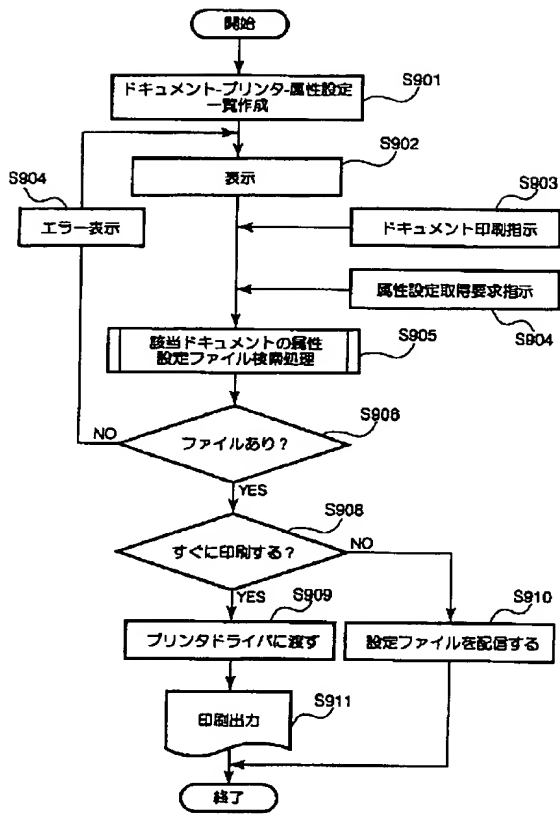 開始
ドキュメント-プリンタ-属性設定
一覧作成
S901
表示
S902
S904
エラー表示
S903
ドキュメント印刷指示
属性設定取得要求指示
S904
該当ドキュメントの属性
設定ファイル検索処理
S905
ファイルあり？
S906
NO
YES
すぐに印刷する？
S908
NO
YES
プリンタドライバに渡す
S909
設定ファイルを配信する
S910
印刷出力
S911
終了